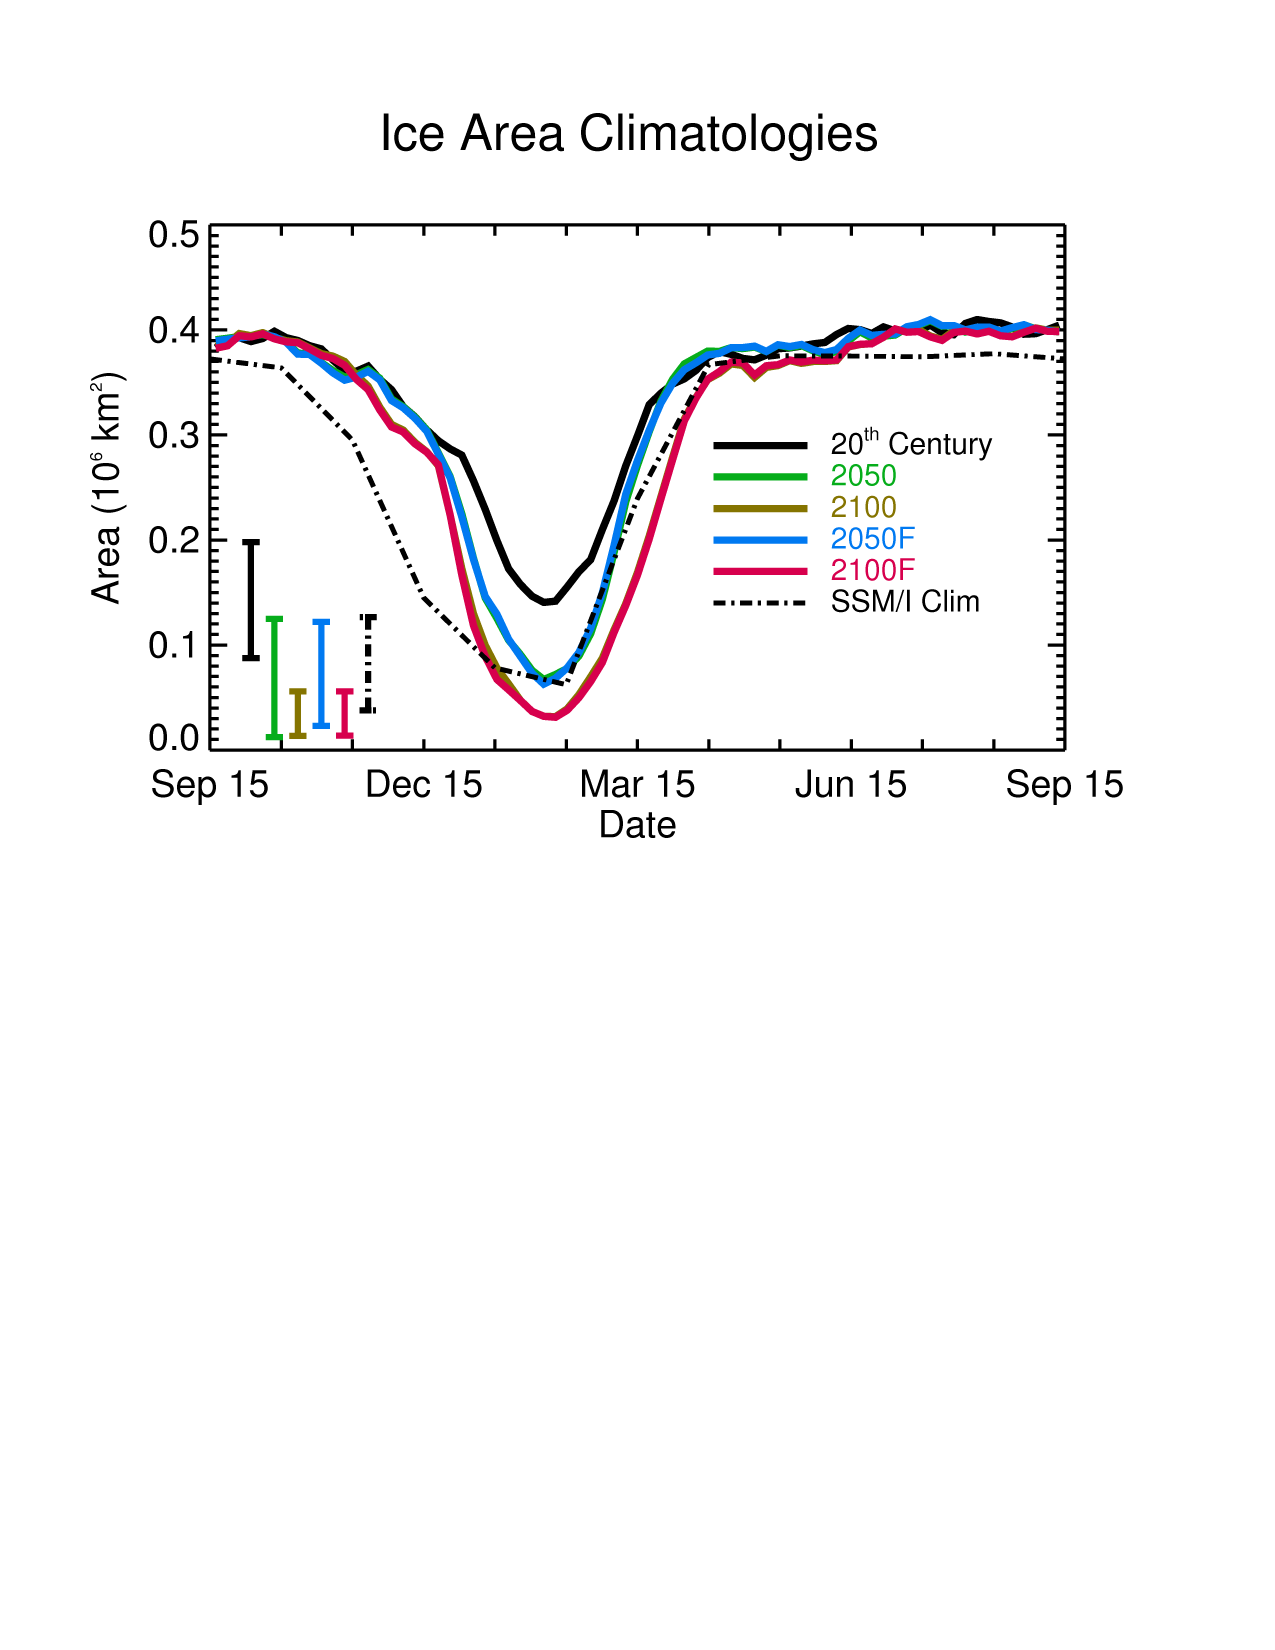 Ice Area Climatologies
0.5
0.4
0.3
0.2
0.1
0.0
Area (10⁶ km²)
20ᵗʰ Century
2050
2100
2050F
2100F
SSM/I Clim
Sep 15 Dec 15 Mar 15 Jun 15 Sep 15
Date